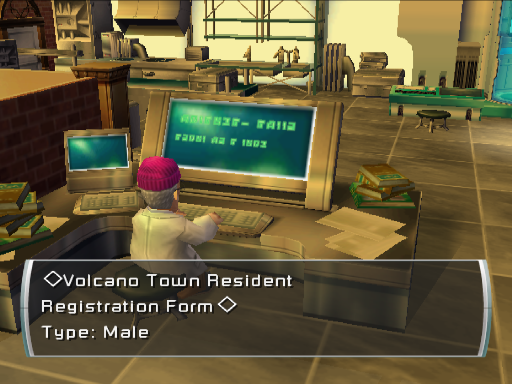 ◇Volcano Town Resident
Registration Form◇
Type: Male